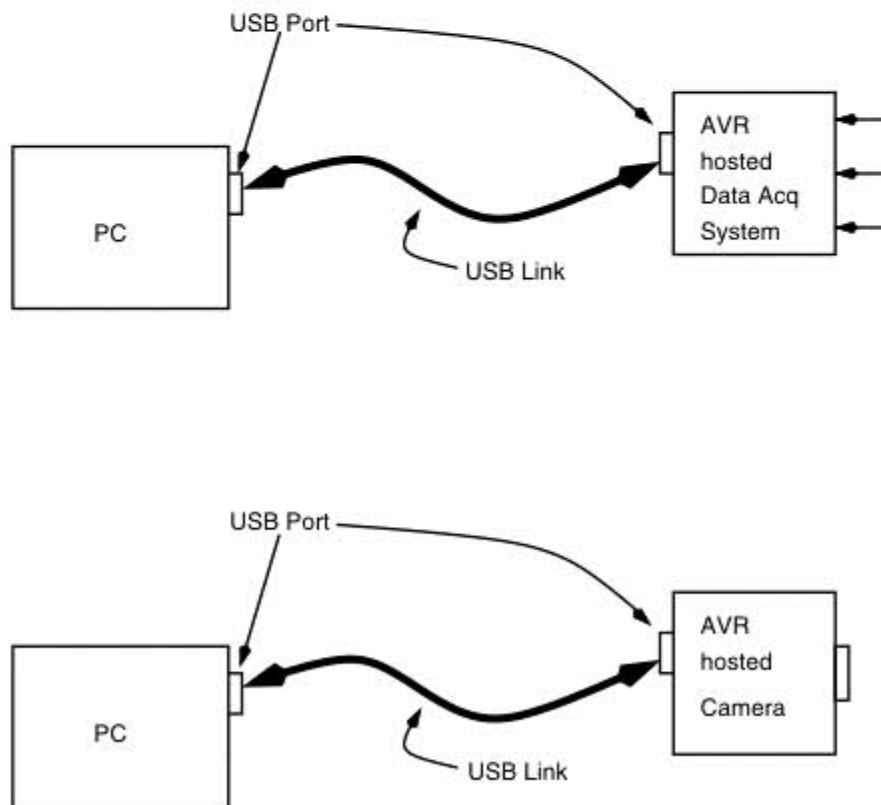 USB Port
AVR
hosted
Data Acq
System
PC
USB Link
USB Port
AVR
hosted
Camera
PC
USB Link